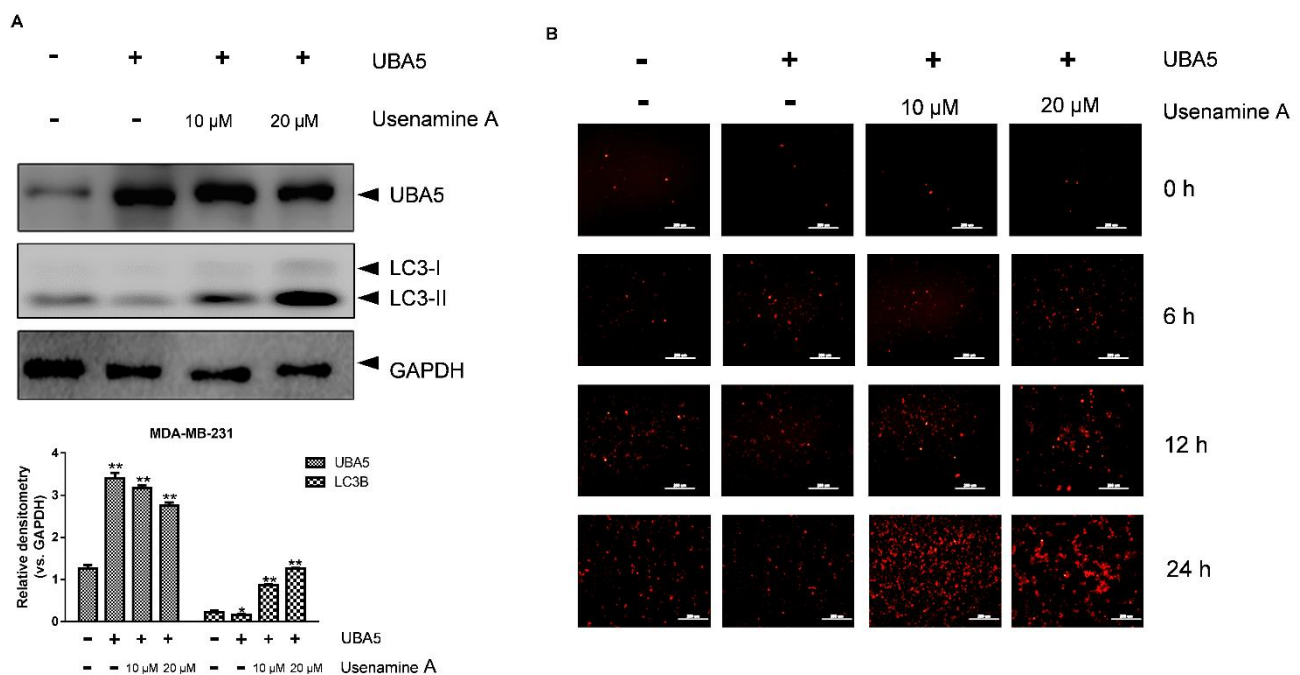 A
- + + + UBA5
- - 10 µM 20 µM Usenamine A
UBA5
LC3-I
LC3-II
GAPDH
MDA-MB-231
Relative densitometry
(vs. GAPDH)
4
3
2
1
0
** ** ** * ** **
UBA5
LC3B
- + + + - + + + UBA5
- - 10 µM 20 µM - - 10 µM 20 µM Usenamine A
B
- + + + UBA5
- - 10 µM 20 µM Usenamine A
0 h
6 h
12 h
24 h